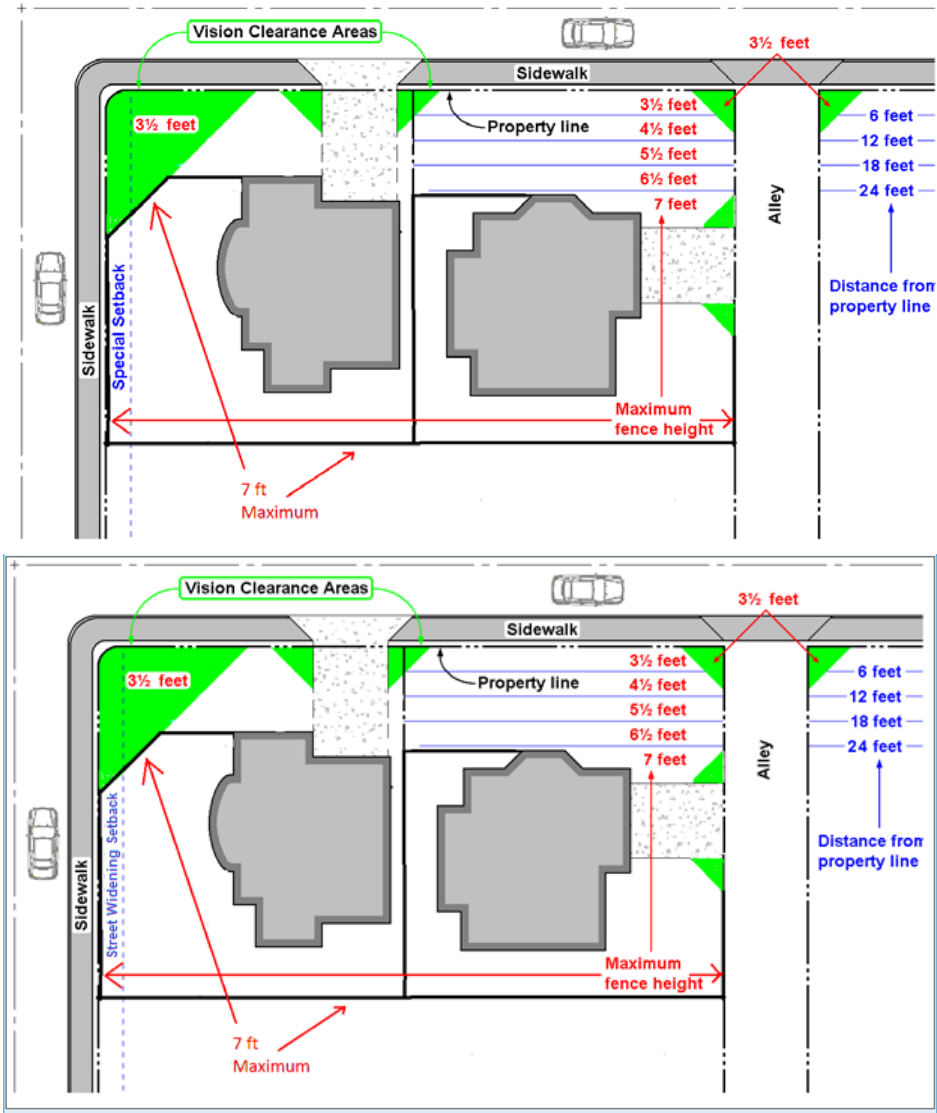 Vision Clearance Areas
3½ feet
Sidewalk
3½ feet
3½ feet
Property line
6 feet
4½ feet
12 feet
5½ feet
18 feet
6½ feet
24 feet
7 feet
Alley
Distance from
property line
Special Setback
Sidewalk
Maximum
fence height
7 ft
Maximum
Vision Clearance Areas
3½ feet
Sidewalk
3½ feet
3½ feet
Property line
6 feet
4½ feet
12 feet
5½ feet
18 feet
6½ feet
24 feet
7 feet
Alley
Distance from
property line
Street Widening Setback
Sidewalk
Maximum
fence height
7 ft
Maximum